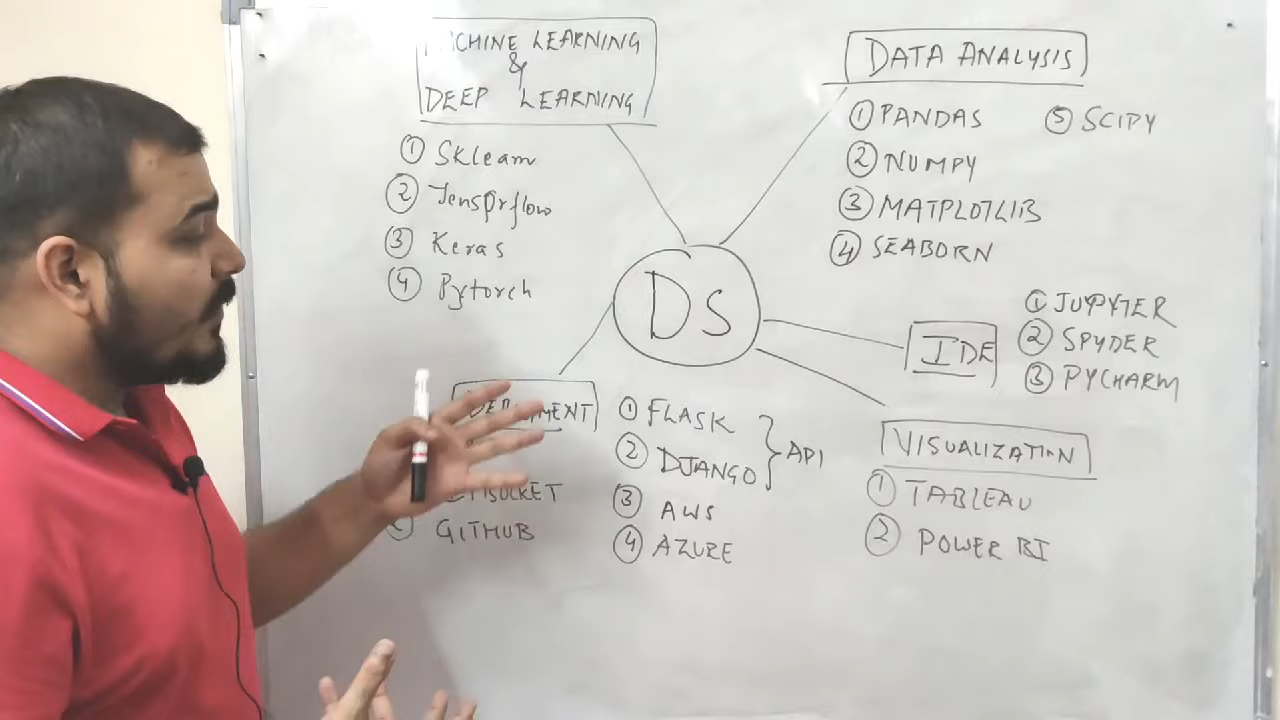 MACHINE LEARNING
&
DEEP LEARNING
① Sklearn
② Tensorflow
③ Keras
④ Pytorch
DATA ANALYSIS
① PANDAS
② NUMPY
③ MATPLOTLIB
④ SEABORN
⑤ SCIPY
DS
IDE
① JUPYTER
② SPYDER
③ PYCHARM
① FLASK
② DJANGO
API
③ AWS
④ AZURE
GITHUB
VISUALIZATION
① TABLEAU
② POWER BI